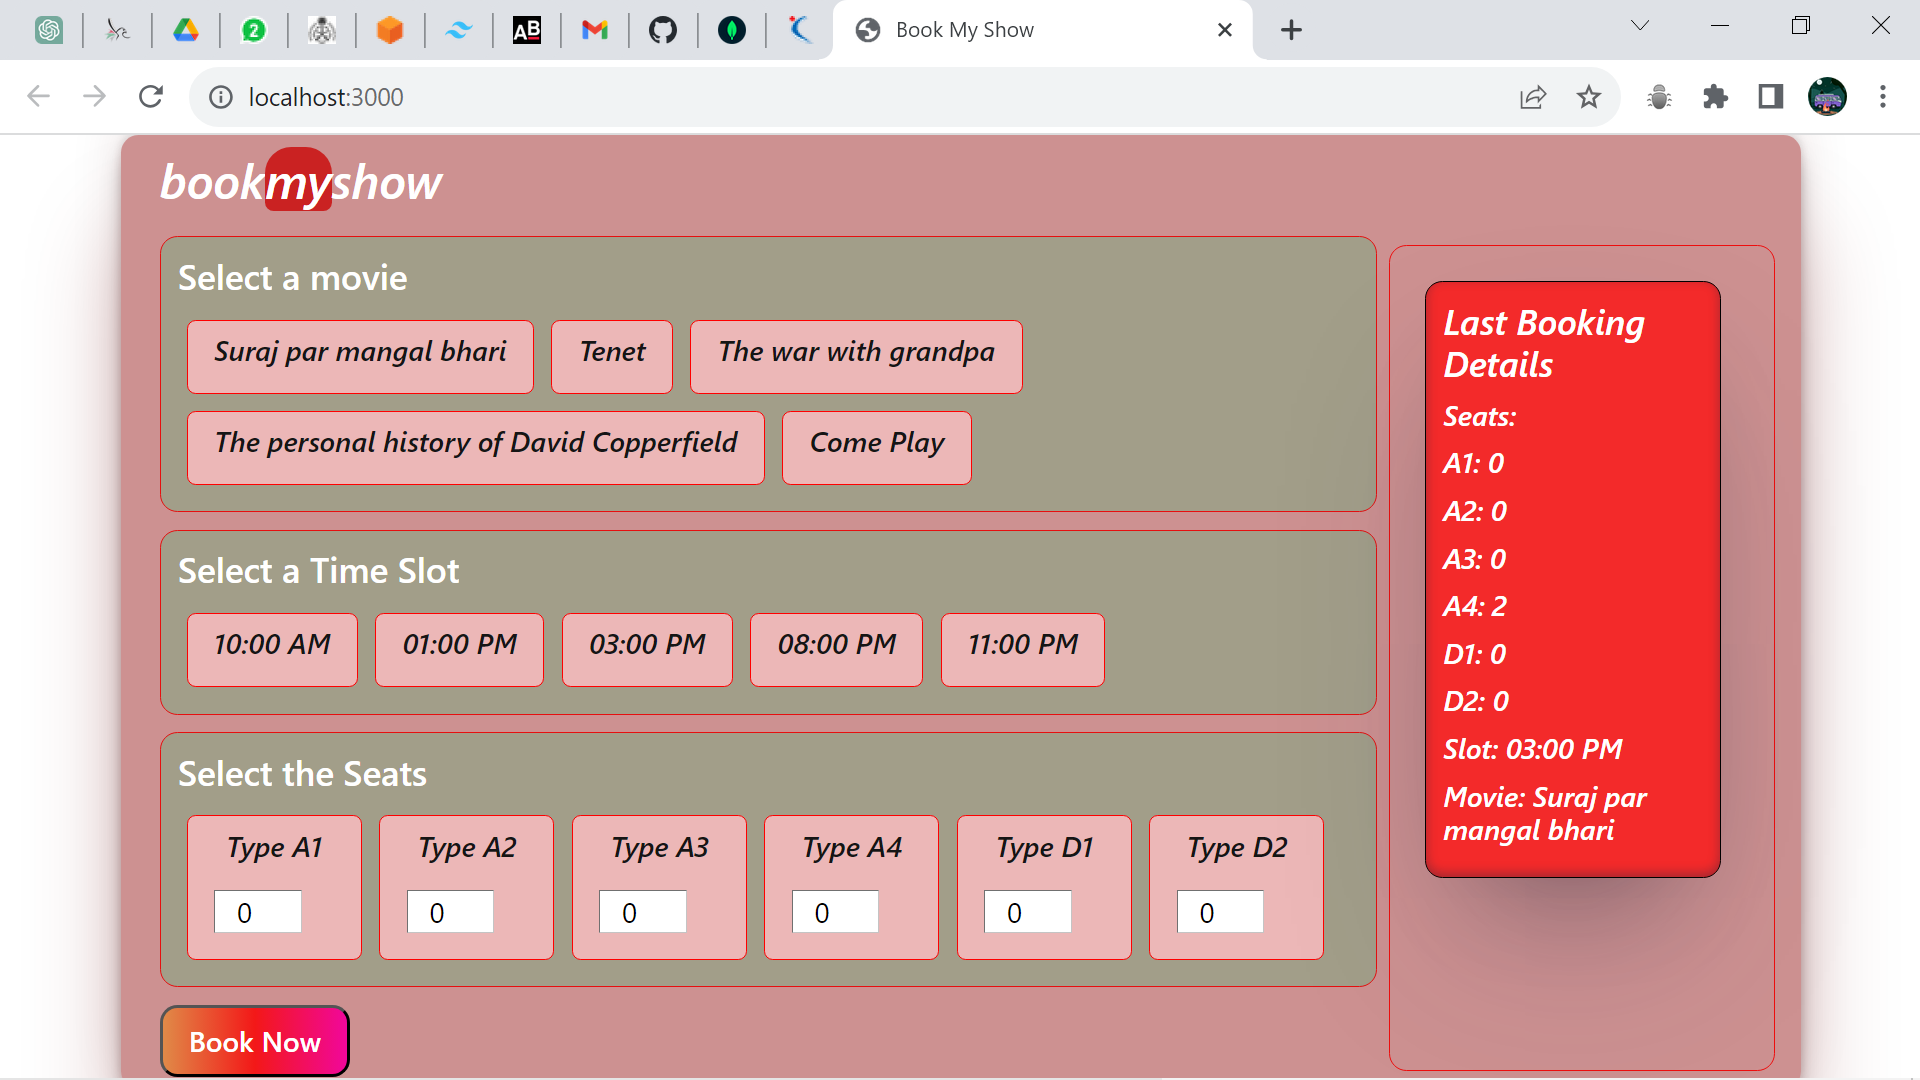 2
AB
Book My Show
localhost:3000
bookmyshow
Select a movie
Suraj par mangal bhari
Tenet
The war with grandpa
The personal history of David Copperfield
Come Play
Select a Time Slot
10:00 AM
01:00 PM
03:00 PM
08:00 PM
11:00 PM
Select the Seats
Type A1
Type A2
Type A3
Type A4
Type D1
Type D2
0
0
0
0
0
0
Book Now
Last Booking
Details
Seats:
A1: 0
A2: 0
A3: 0
A4: 2
D1: 0
D2: 0
Slot: 03:00 PM
Movie: Suraj par
mangal bhari